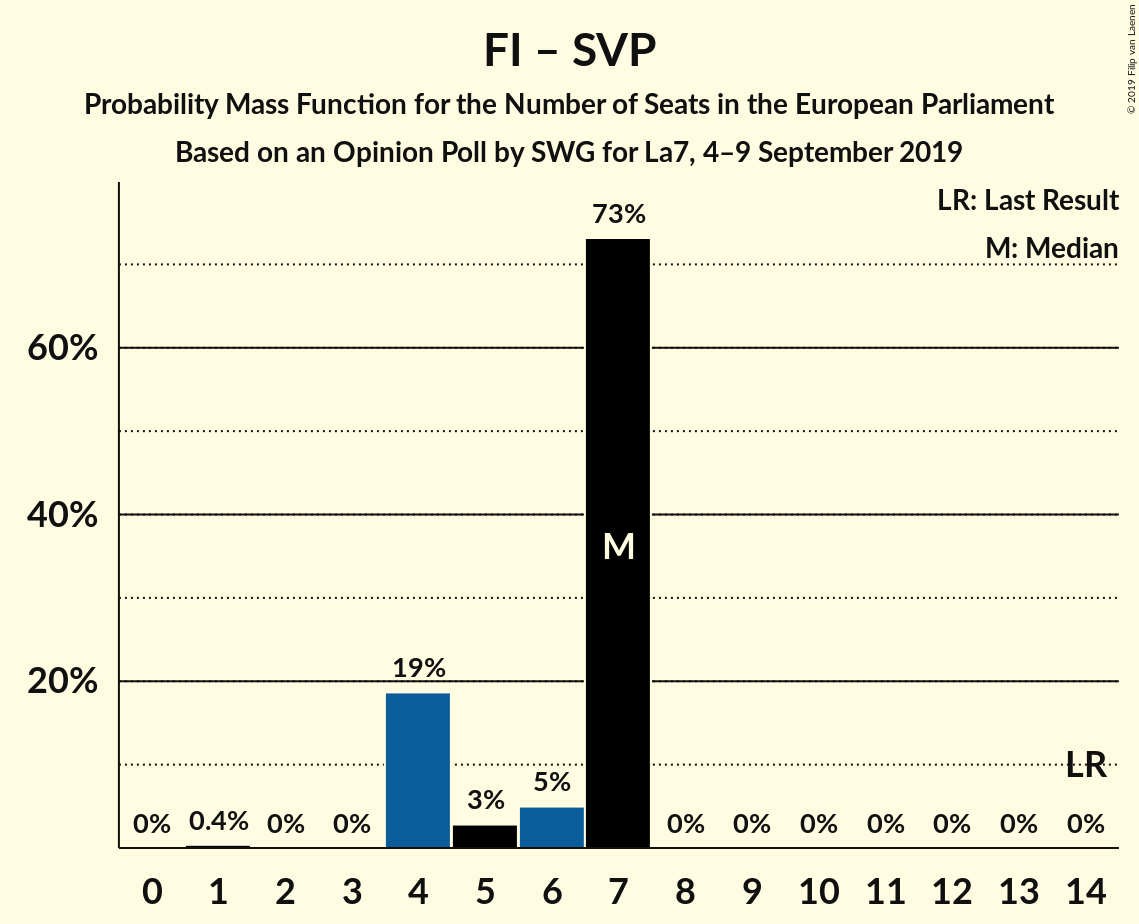 FI – SVP
Probability Mass Function for the Number of Seats in the European Parliament
Based on an Opinion Poll by SWG for La7, 4–9 September 2019
© 2019 Filip van Laenen
LR: Last Result
M: Median
60%
40%
20%
0%
0.4%
0%
0%
19%
3%
5%
73%
M
0%
0%
0%
0%
0%
0%
0%
LR
0 1 2 3 4 5 6 7 8 9 10 11 12 13 14